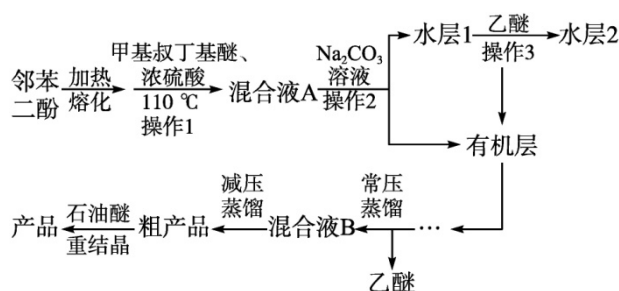 邻苯二酚
加热
熔化
甲基叔丁基醚、
浓硫酸
110 ℃
操作1
混合液A
Na₂CO₃
溶液
操作2
水层1
乙醚
操作3
水层2
有机层
产品
石油醚
重结晶
粗产品
减压
蒸馏
混合液B
常压
蒸馏
…
乙醚